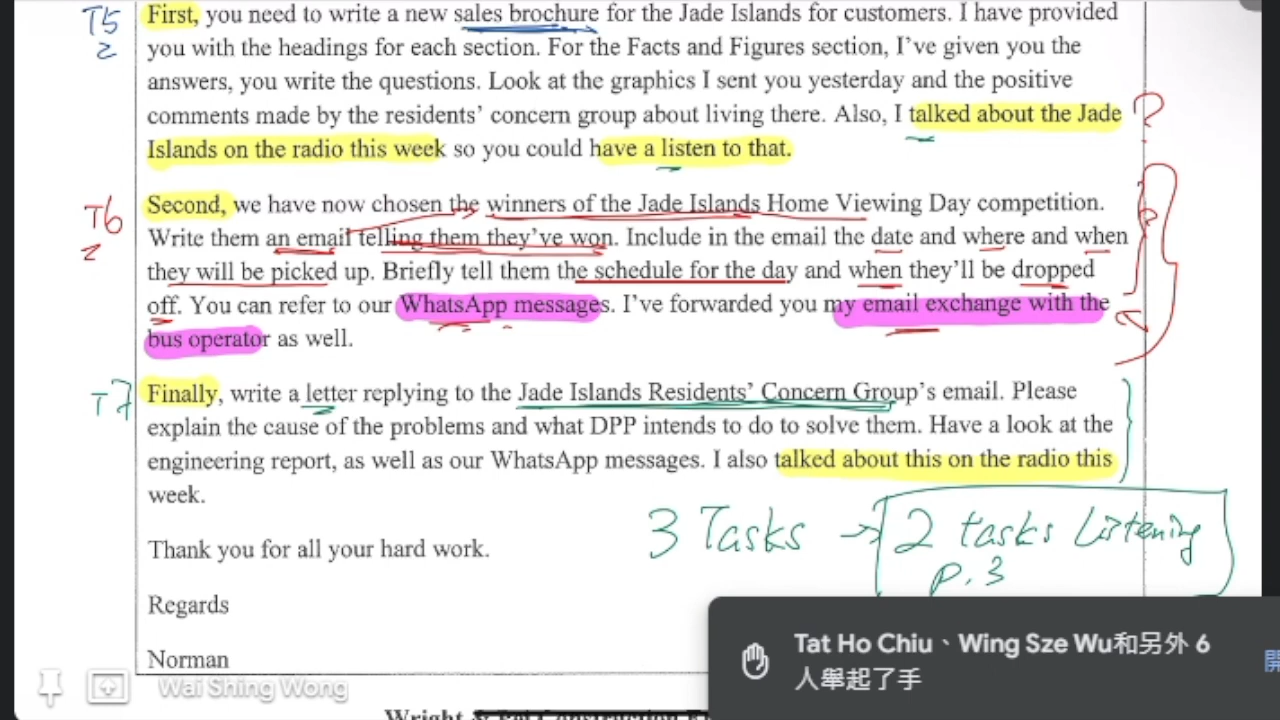 T5
2
First, you need to write a new sales brochure for the Jade Islands for customers. I have provided
you with the headings for each section. For the Facts and Figures section, I've given you the
answers, you write the questions. Look at the graphics I sent you yesterday and the positive
comments made by the residents' concern group about living there. Also, I talked about the Jade
?
Islands on the radio this week so you could have a listen to that.
T6
2
Second, we have now chosen the winners of the Jade Islands Home Viewing Day competition.
Write them an email telling them they've won. Include in the email the date and where and when
they will be picked up. Briefly tell them the schedule for the day and when they'll be dropped
off. You can refer to our WhatsApp messages. I've forwarded you my email exchange with the
bus operator as well.
T7
Finally, write a letter replying to the Jade Islands Residents' Concern Group's email. Please
explain the cause of the problems and what DPP intends to do to solve them. Have a look at the
engineering report, as well as our WhatsApp messages. I also talked about this on the radio this
week.
3 Tasks → 2 tasks Listening
p.3
Thank you for all your hard work.
Regards
Norman
Wai Shing Wong
Tat Ho Chiu、Wing Sze Wu和另外 6
人舉起了手